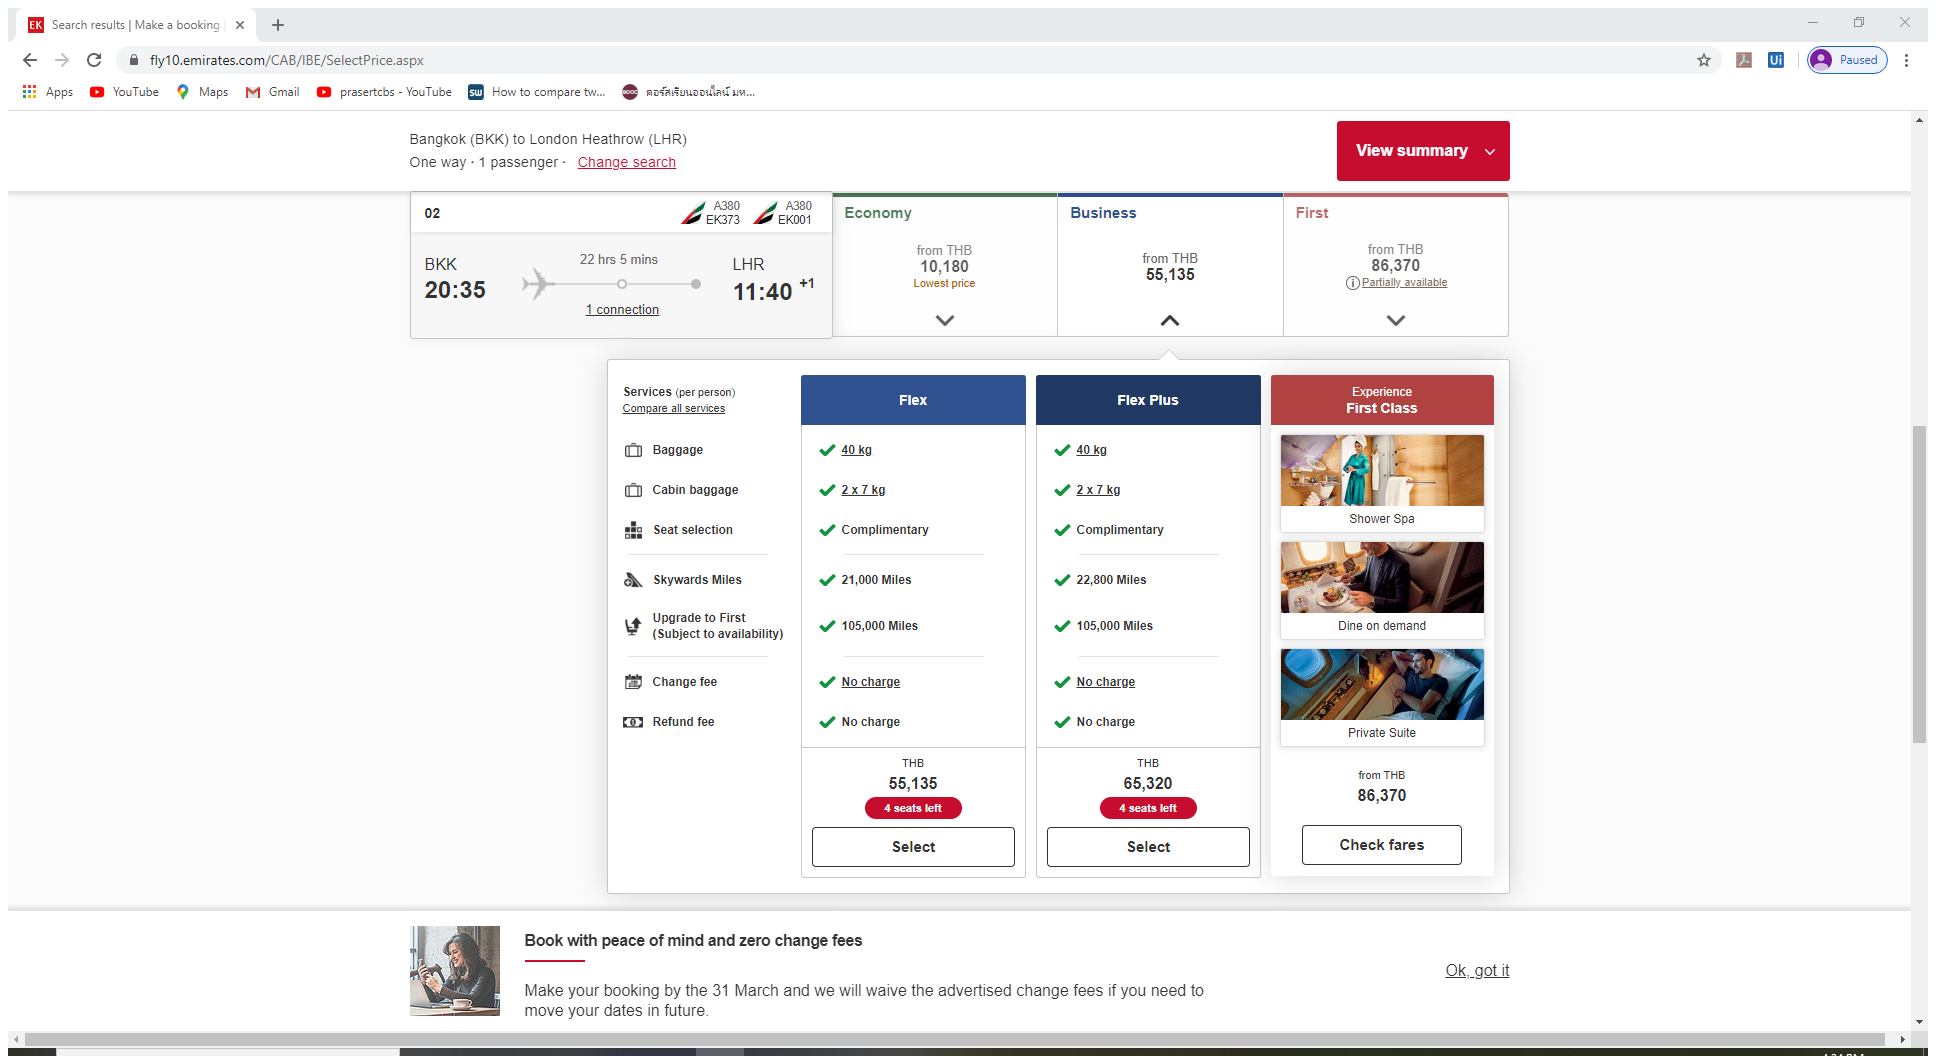 EK Search results | Make a booking
fly10.emirates.com/CAB/IBE/SelectPrice.aspx
Ui
Paused
Apps
YouTube
Maps
Gmail
prasertcbs - YouTube
SW How to compare tw...
MOOC คอร์สเรียนออนไลน์ มห...
Bangkok (BKK) to London Heathrow (LHR)
One way · 1 passenger · Change search
View summary
02
A380 EK373
A380 EK001
BKK
20:35
22 hrs 5 mins
1 connection
LHR
11:40 +1
Economy
from THB
10,180
Lowest price
Business
from THB
55,135
First
from THB
86,370
Partially available
Services (per person)
Compare all services
Flex
Flex Plus
Experience
First Class
Baggage
40 kg
40 kg
Cabin baggage
2 x 7 kg
2 x 7 kg
Shower Spa
Seat selection
Complimentary
Complimentary
Skywards Miles
21,000 Miles
22,800 Miles
Upgrade to First
(Subject to availability)
105,000 Miles
105,000 Miles
Dine on demand
Change fee
No charge
No charge
Refund fee
No charge
No charge
Private Suite
THB
55,135
4 seats left
Select
THB
65,320
4 seats left
Select
from THB
86,370
Check fares
Book with peace of mind and zero change fees
Make your booking by the 31 March and we will waive the advertised change fees if you need to
move your dates in future.
Ok, got it